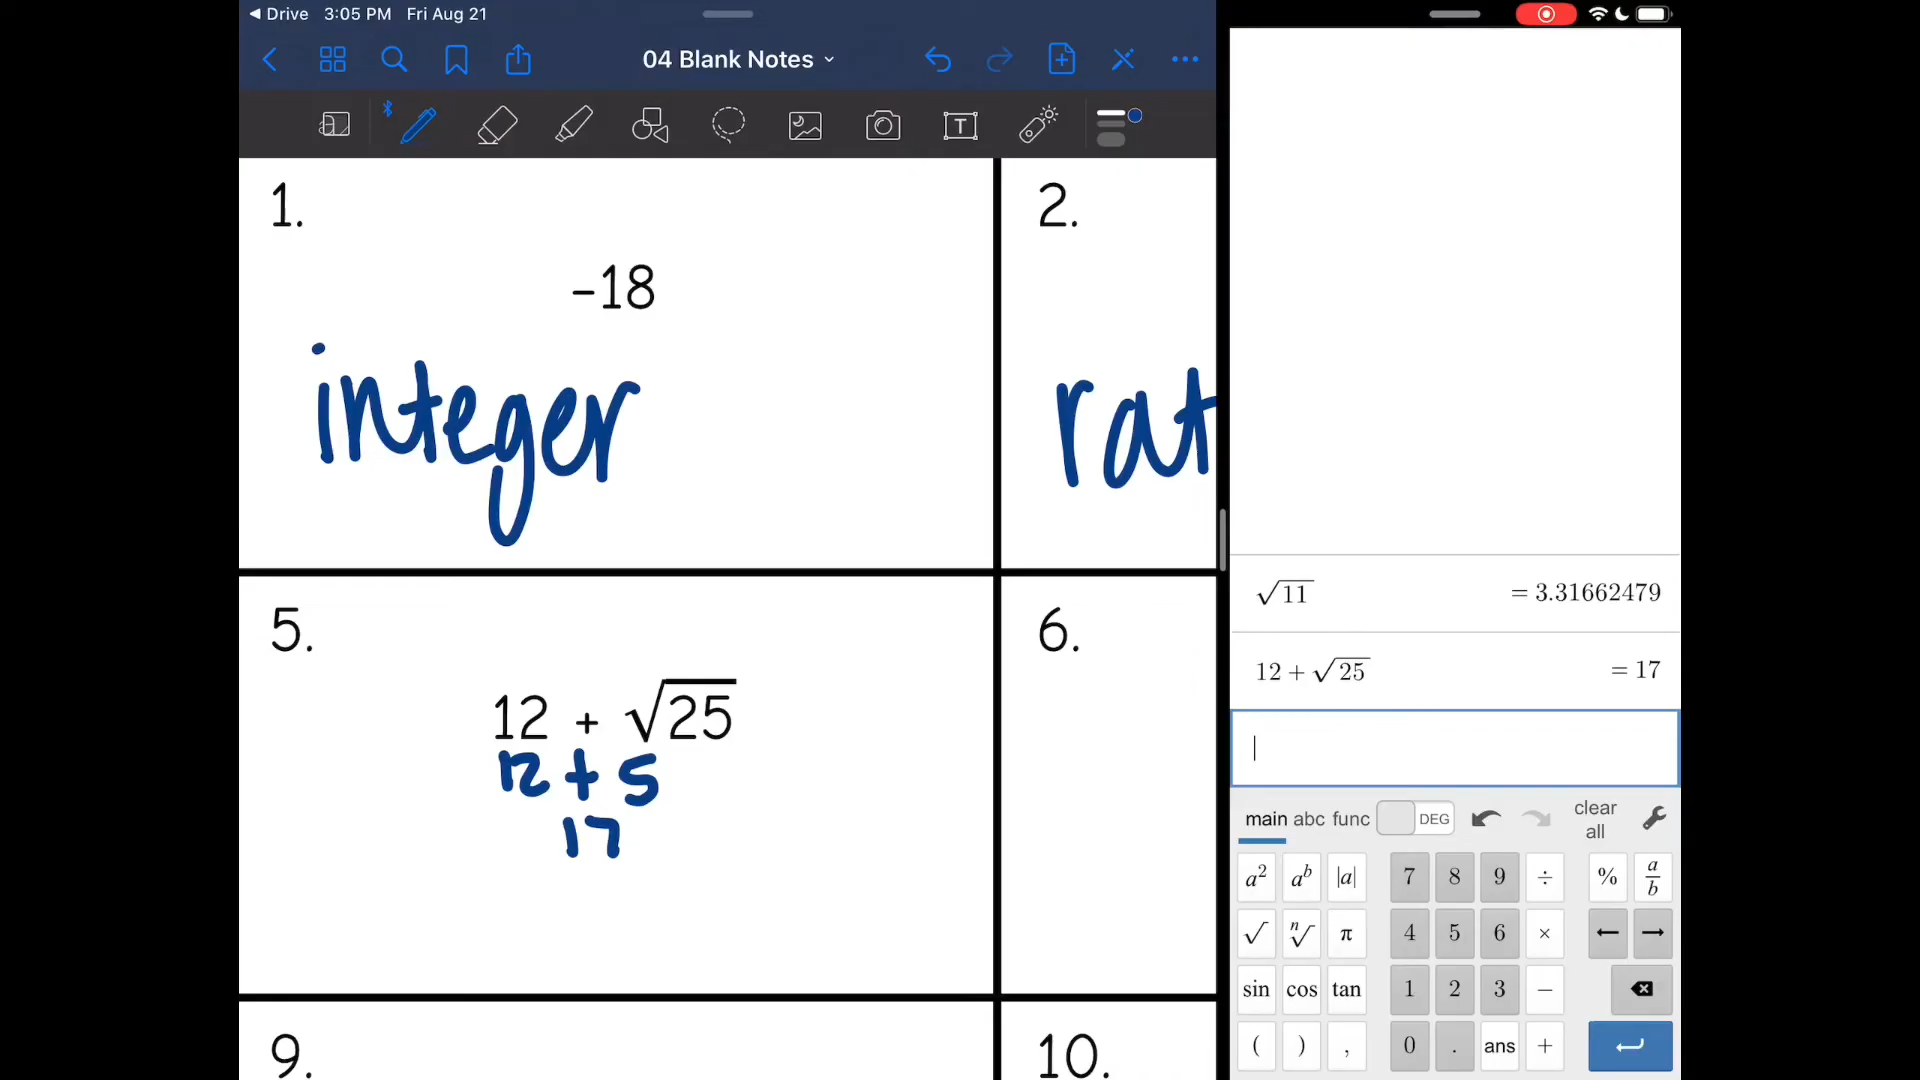 Drive 3:05 PM Fri Aug 21
04 Blank Notes
T
1.
-18
integer
2.
rat
5.
12 + √25
12 + 5
17
6.
9.
10.
√11 = 3.31662479
12 + √25 = 17
main abc func DEG clear all
a² aᵇ |a| 7 8 9 ÷ % a/b
√ ⁿ√ π 4 5 6 × ← →
sin cos tan 1 2 3 −
( ) , 0 . ans +